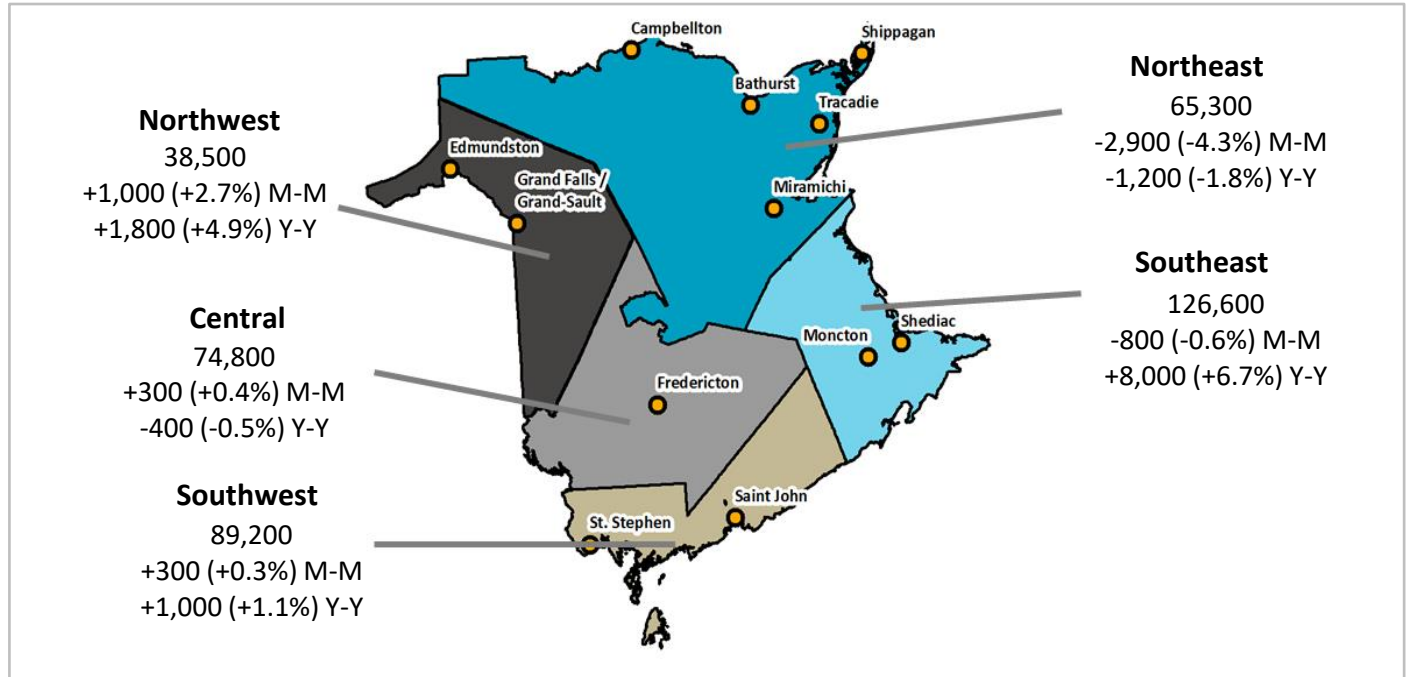 Northwest
38,500
+1,000 (+2.7%) M-M
+1,800 (+4.9%) Y-Y
Central
74,800
+300 (+0.4%) M-M
-400 (-0.5%) Y-Y
Southwest
89,200
+300 (+0.3%) M-M
+1,000 (+1.1%) Y-Y
Campbellton
Shippagan
Bathurst
Tracadie
Edmundston
Grand Falls /
Grand-Sault
Miramichi
Moncton
Shediac
Fredericton
Saint John
St. Stephen
Northeast
65,300
-2,900 (-4.3%) M-M
-1,200 (-1.8%) Y-Y
Southeast
126,600
-800 (-0.6%) M-M
+8,000 (+6.7%) Y-Y